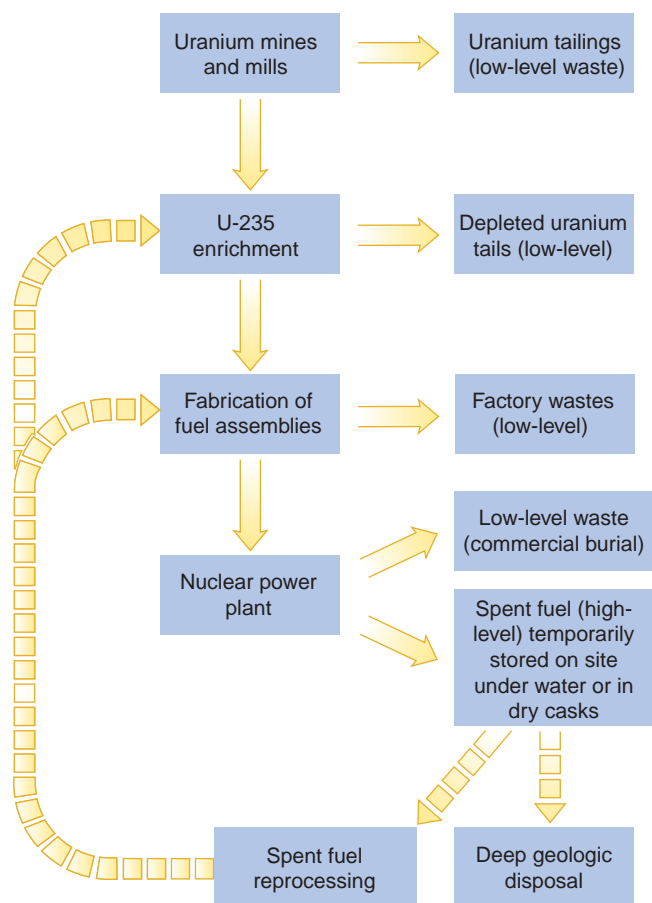 Uranium mines
and mills
Uranium tailings
(low-level waste)
U-235
enrichment
Depleted uranium
tails (low-level)
Fabrication of
fuel assemblies
Factory wastes
(low-level)
Nuclear power
plant
Low-level waste
(commercial burial)
Spent fuel (high-
level) temporarily
stored on site
under water or in
dry casks
Spent fuel
reprocessing
Deep geologic
disposal